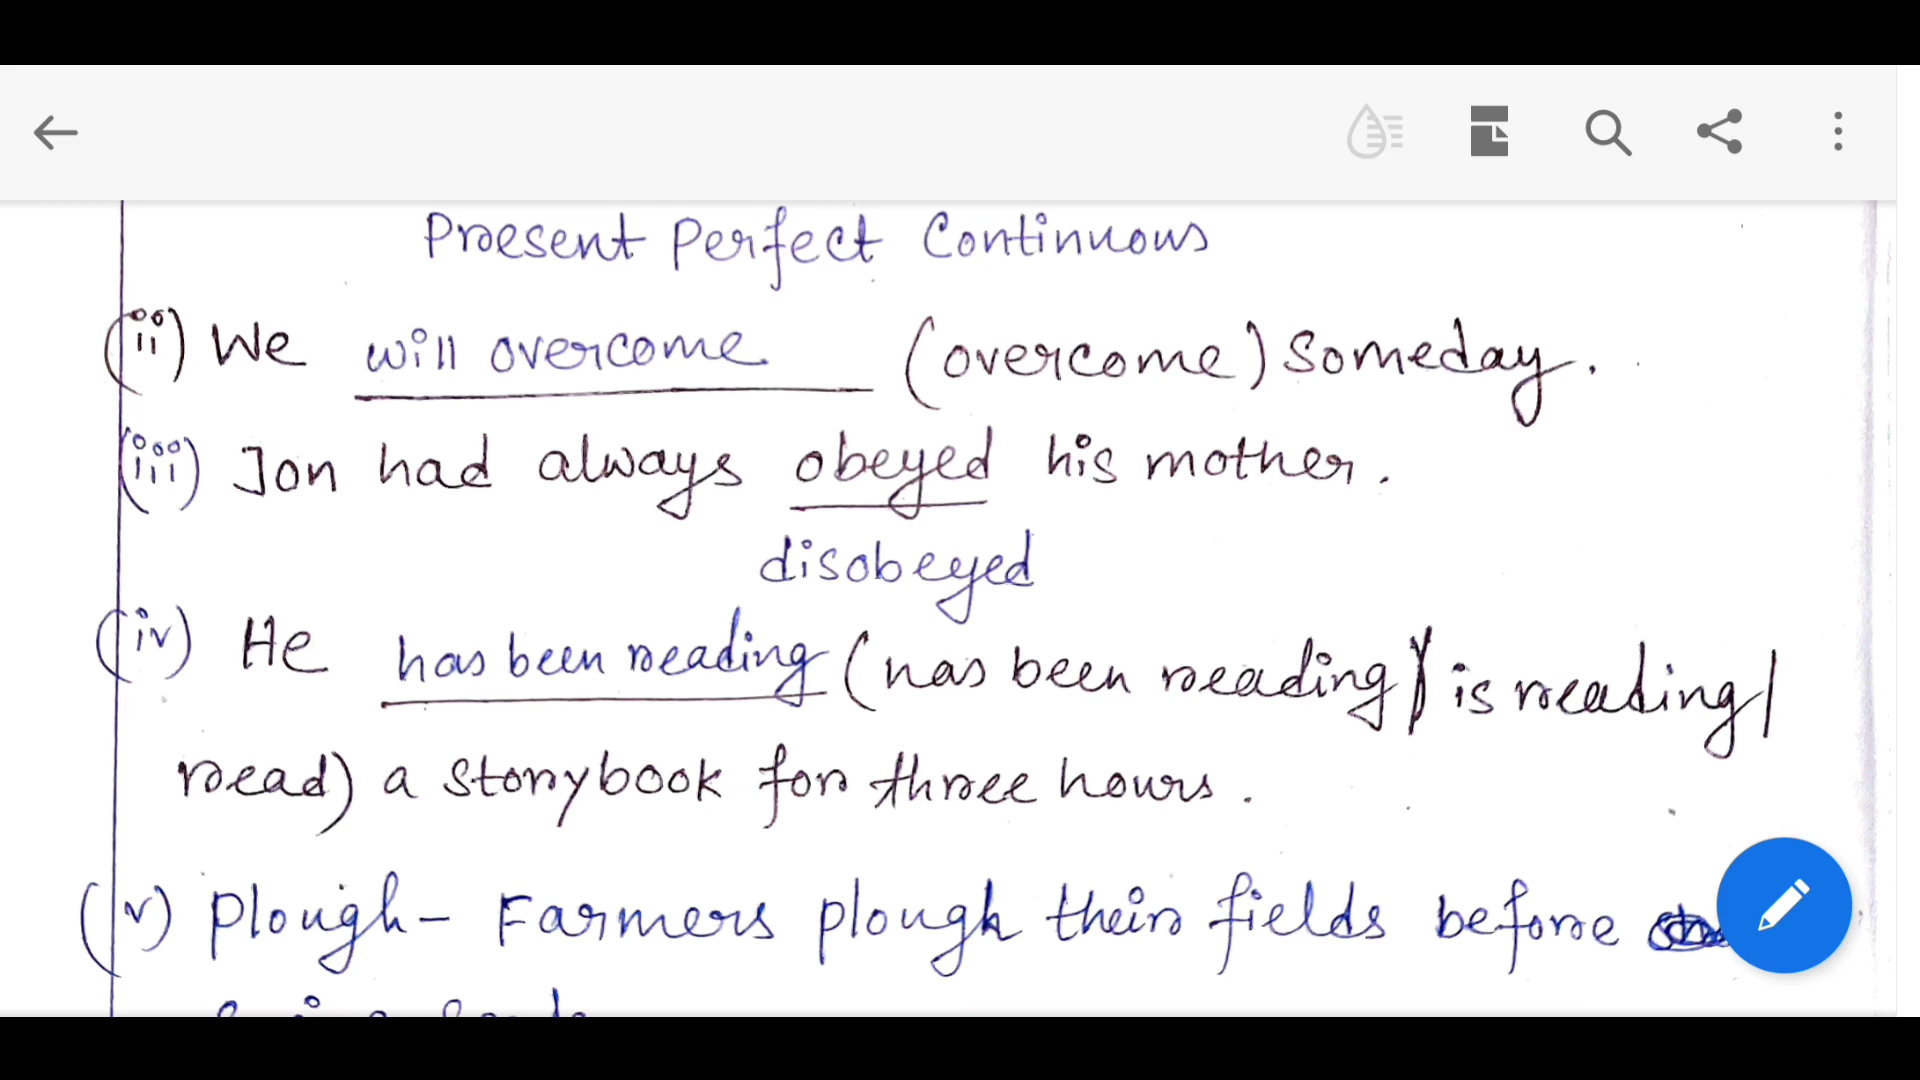 Present Perfect Continuous
(ii) We will overcome (overcome) someday.
(iii) Jon had always obeyed his mother.
disobeyed
(iv) He has been reading (has been reading / is reading /
read) a storybook for three hours.
(v) Plough - Farmers plough their fields before